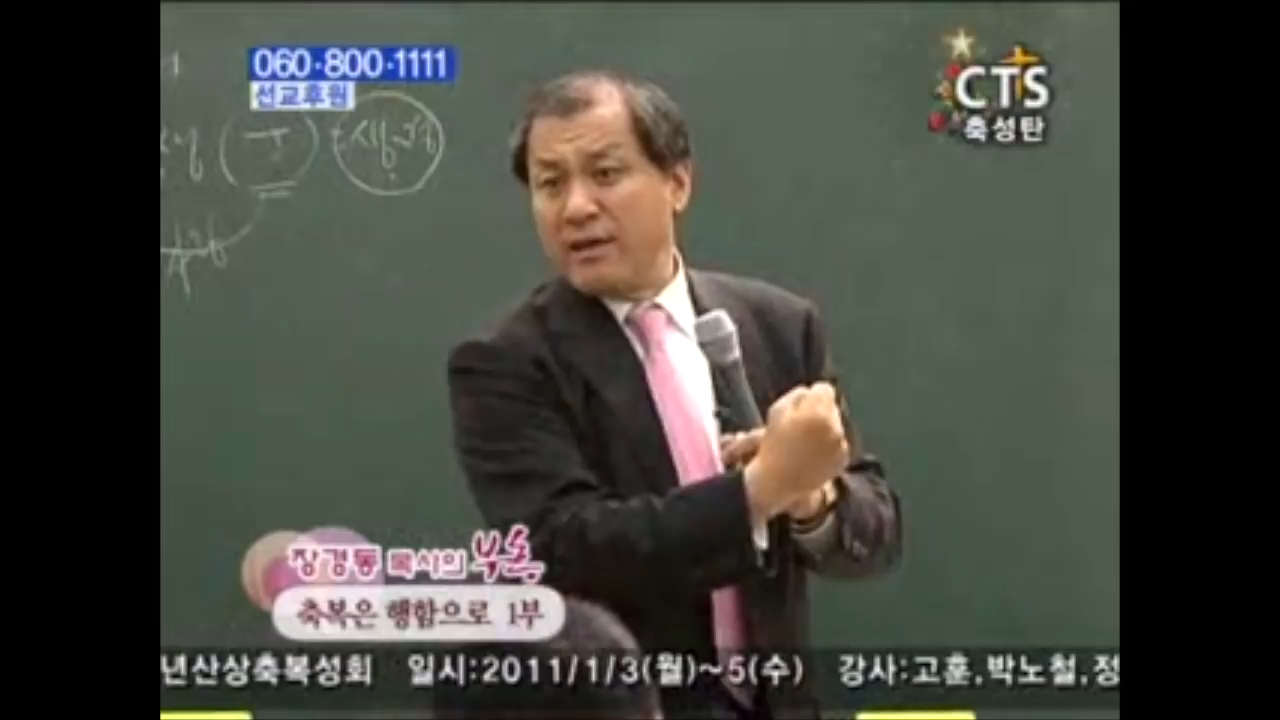 060·800·1111
선교후원
CTS
축성탄
생명
장경동 목사의 부흥
축복은 행함으로 1부
년산상축복성회 일시:2011/1/3(월)~5(수) 강사:고훈,박노철,정